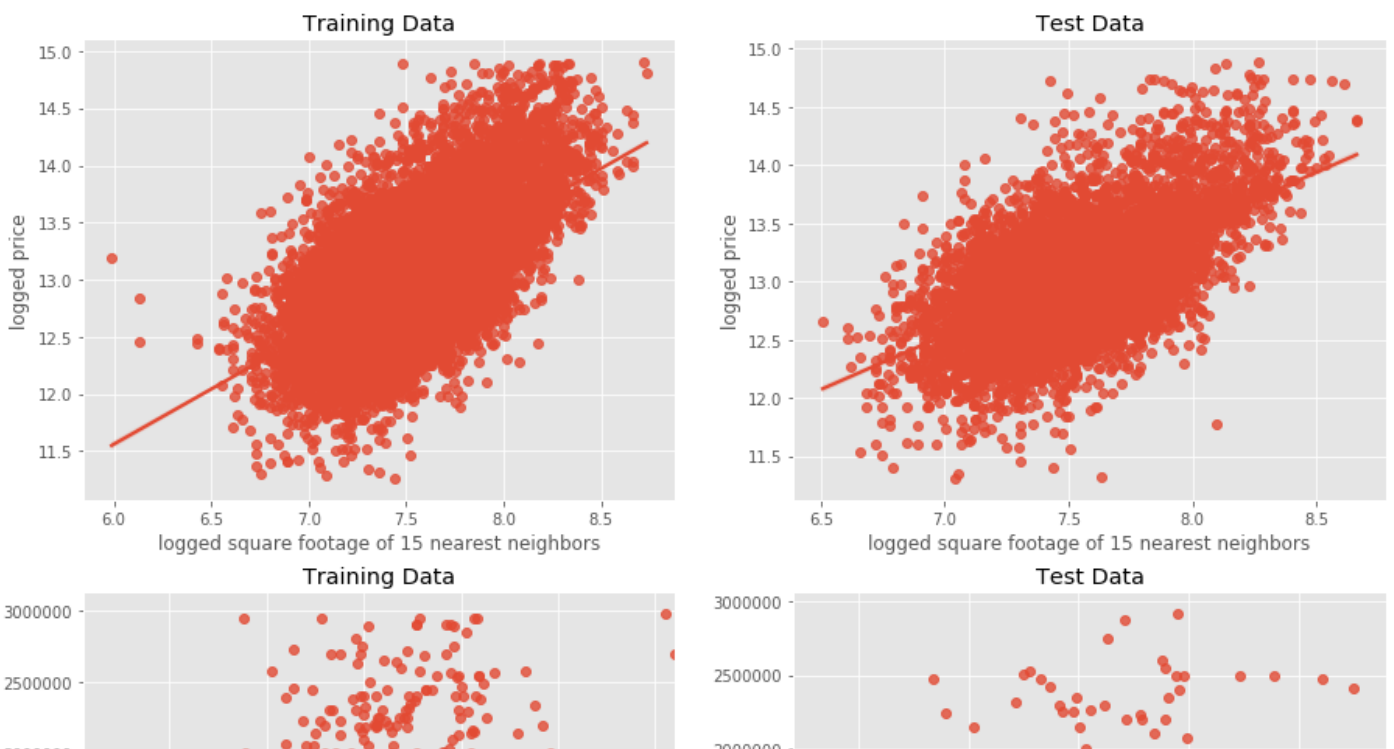 Training Data
15.0
14.5
14.0
13.5
13.0
12.5
12.0
11.5
logged price
6.0 6.5 7.0 7.5 8.0 8.5
logged square footage of 15 nearest neighbors
Test Data
15.0
14.5
14.0
13.5
13.0
12.5
12.0
11.5
logged price
6.5 7.0 7.5 8.0 8.5
logged square footage of 15 nearest neighbors
Training Data
3000000
2500000
Test Data
3000000
2500000